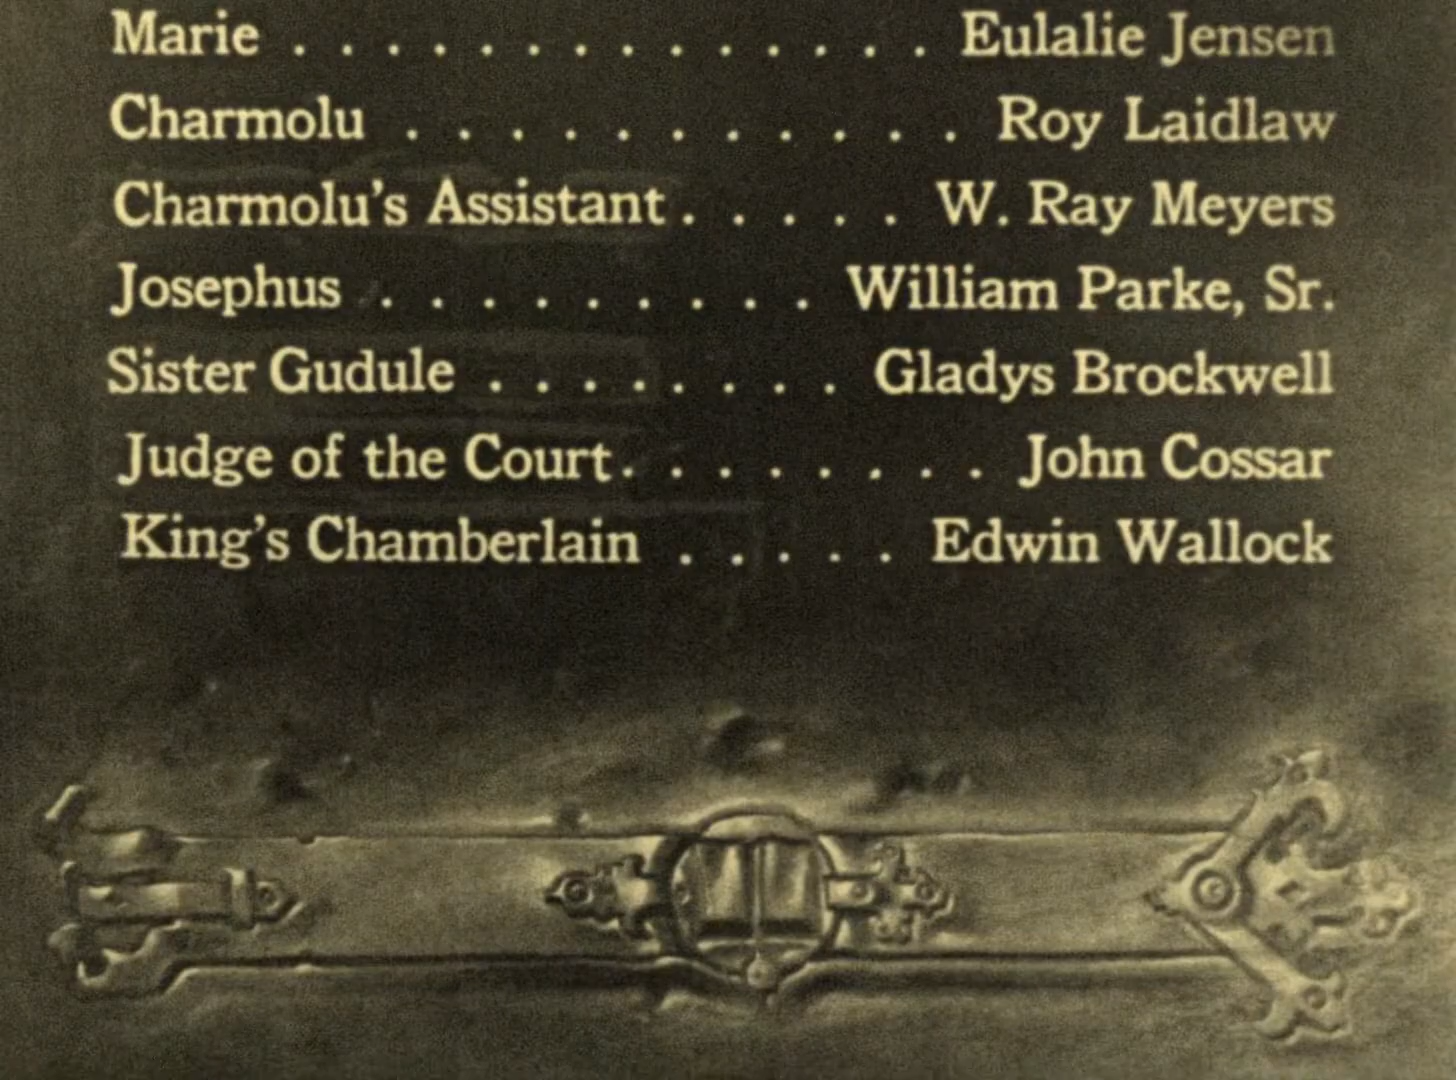 Marie . . . . . . . . . . . . . . Eulalie Jensen
Charmolu . . . . . . . . . . . Roy Laidlaw
Charmolu's Assistant . . . . . W. Ray Meyers
Josephus . . . . . . . . . William Parke, Sr.
Sister Gudule . . . . . . . . Gladys Brockwell
Judge of the Court . . . . . . . . John Cossar
King's Chamberlain . . . . . Edwin Wallock